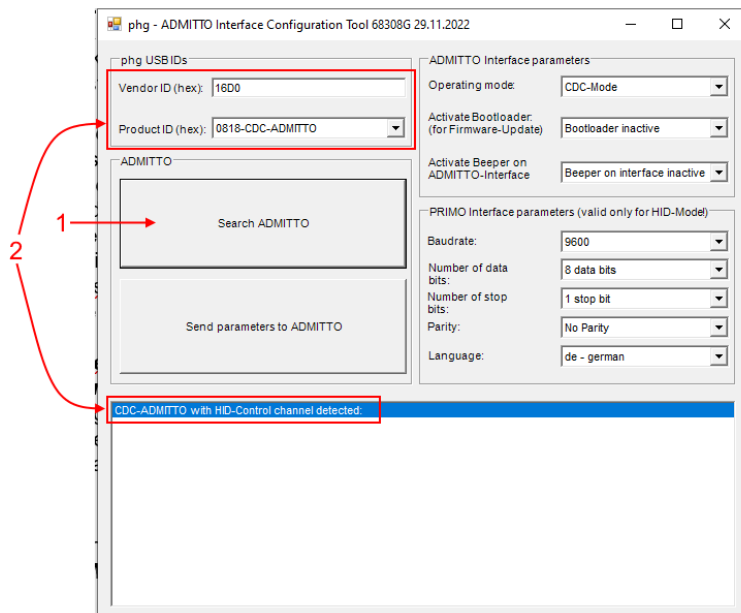 phg - ADMITTO Interface Configuration Tool 68308G 29.11.2022
phg USB IDs
Vendor ID (hex): 16D0
Product ID (hex): 0818-CDC-ADMITTO
ADMITTO
1
Search ADMITTO
2
Send parameters to ADMITTO
ADMITTO Interface parameters
Operating mode: CDC-Mode
Activate Bootloader:
(for Firmware-Update) Bootloader inactive
Activate Beeper on
ADMITTO-Interface Beeper on interface inactive
PRIMO Interface parameters (valid only for HID-Mode!)
Baudrate: 9600
Number of data
bits: 8 data bits
Number of stop
bits: 1 stop bit
Parity: No Parity
Language: de - german
CDC-ADMITTO with HID-Control channel detected: